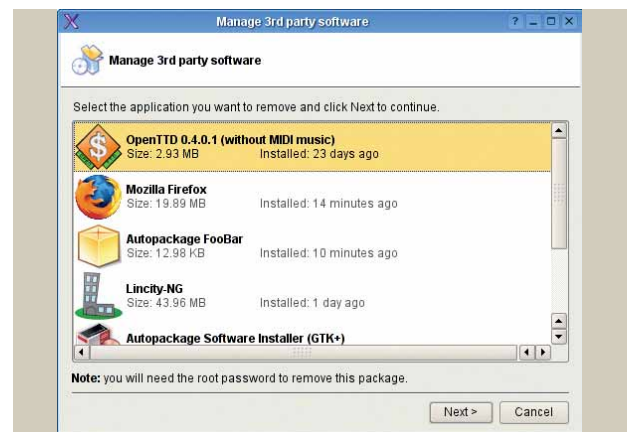 Manage 3rd party software
Manage 3rd party software
Select the application you want to remove and click Next to continue.
OpenTTD 0.4.0.1 (without MIDI music)
Size: 2.93 MB Installed: 23 days ago
Mozilla Firefox
Size: 19.89 MB Installed: 14 minutes ago
Autopackage FooBar
Size: 12.98 KB Installed: 10 minutes ago
Lincity-NG
Size: 43.96 MB Installed: 1 day ago
Autopackage Software Installer (GTK+)
Note: you will need the root password to remove this package.
Next > Cancel